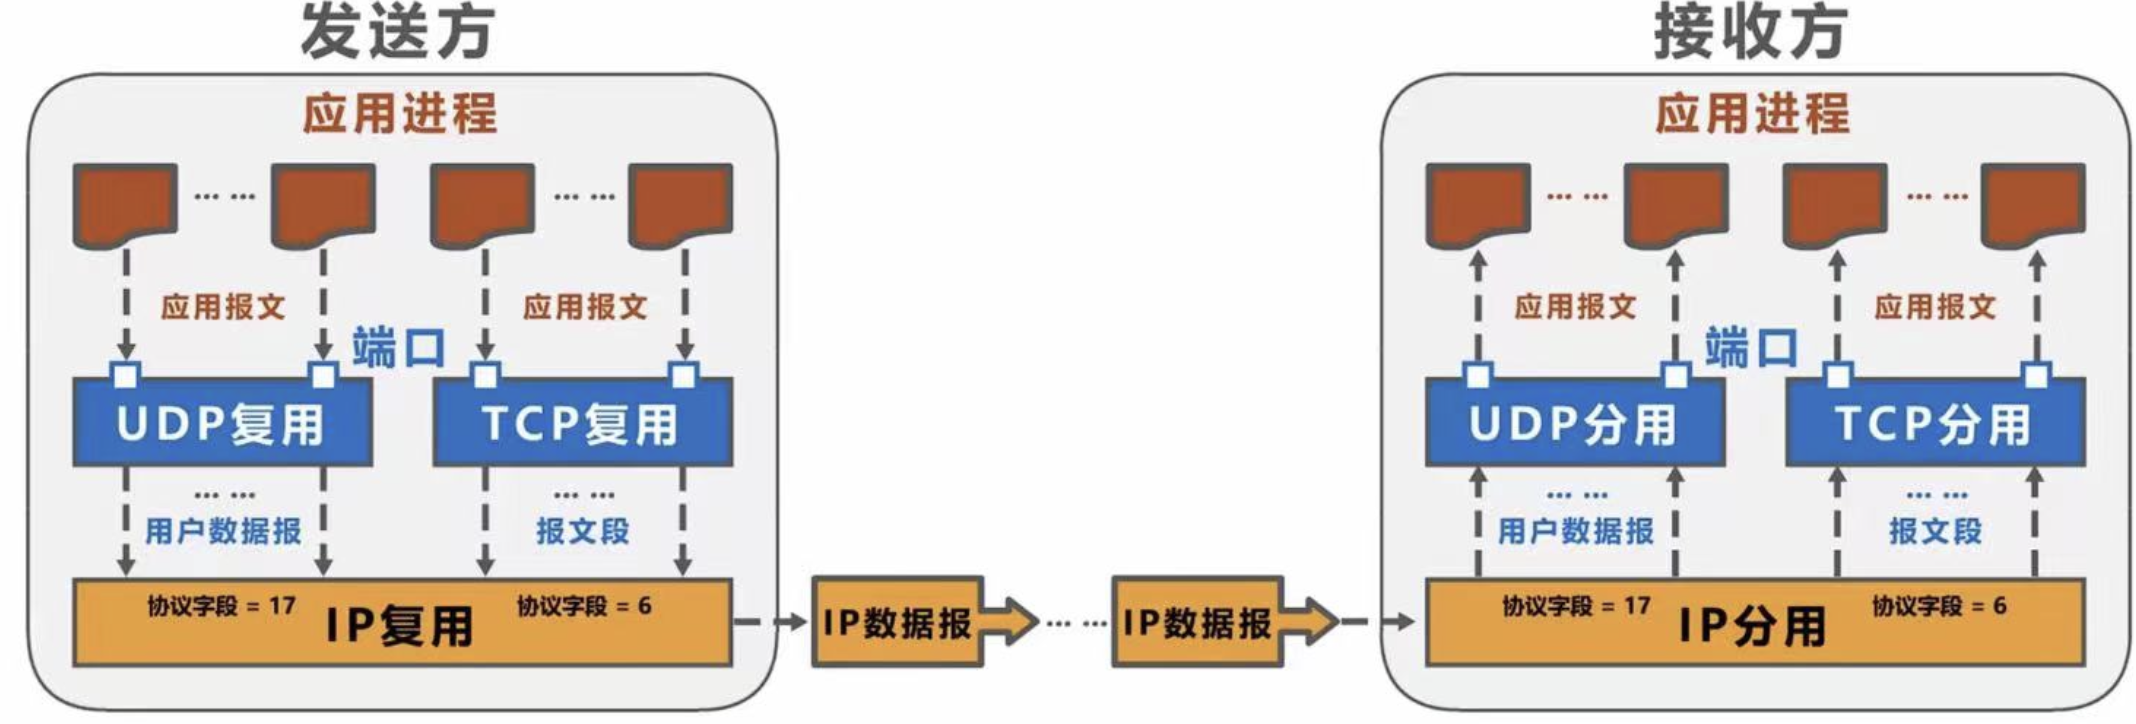 发送方
应用进程
... ... ... ...
应用报文 应用报文
端口
UDP复用 TCP复用
... ... ... ...
用户数据报 报文段
协议字段 = 17 IP复用 协议字段 = 6
IP数据报 ... ... IP数据报
接收方
应用进程
... ... ... ...
应用报文 应用报文
端口
UDP分用 TCP分用
... ... ... ...
用户数据报 报文段
协议字段 = 17 IP分用 协议字段 = 6